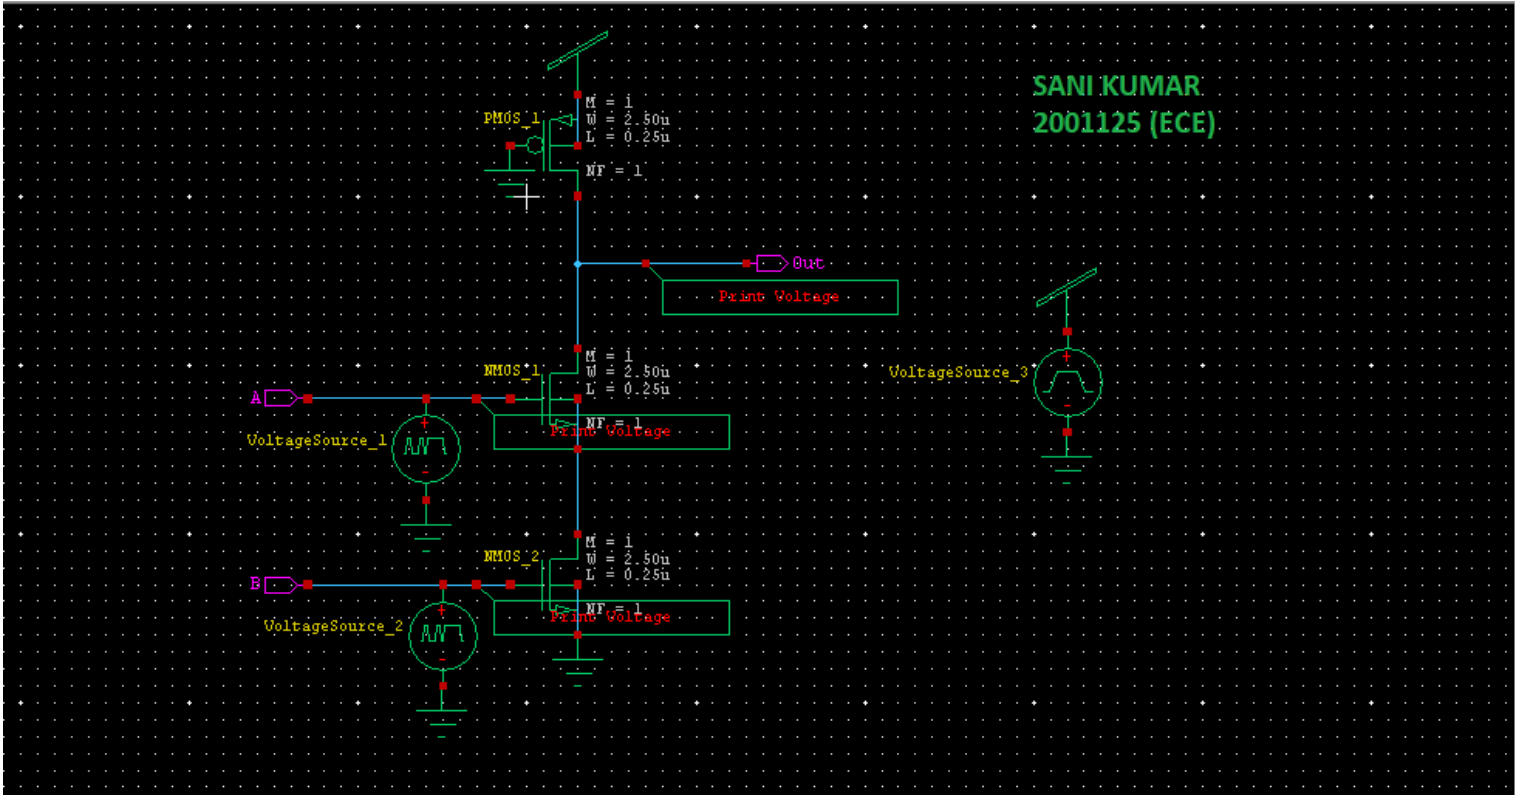 SANI KUMAR
2001125 (ECE)
PMOS_1
M = 1
W = 2.50u
L = 0.25u
NF = 1
Out
Print Voltage
NMOS_1
M = 1
W = 2.50u
L = 0.25u
NF = 1
Print Voltage
A
VoltageSource_1
VoltageSource_3
NMOS_2
M = 1
W = 2.50u
L = 0.25u
NF = 1
Print Voltage
B
VoltageSource_2